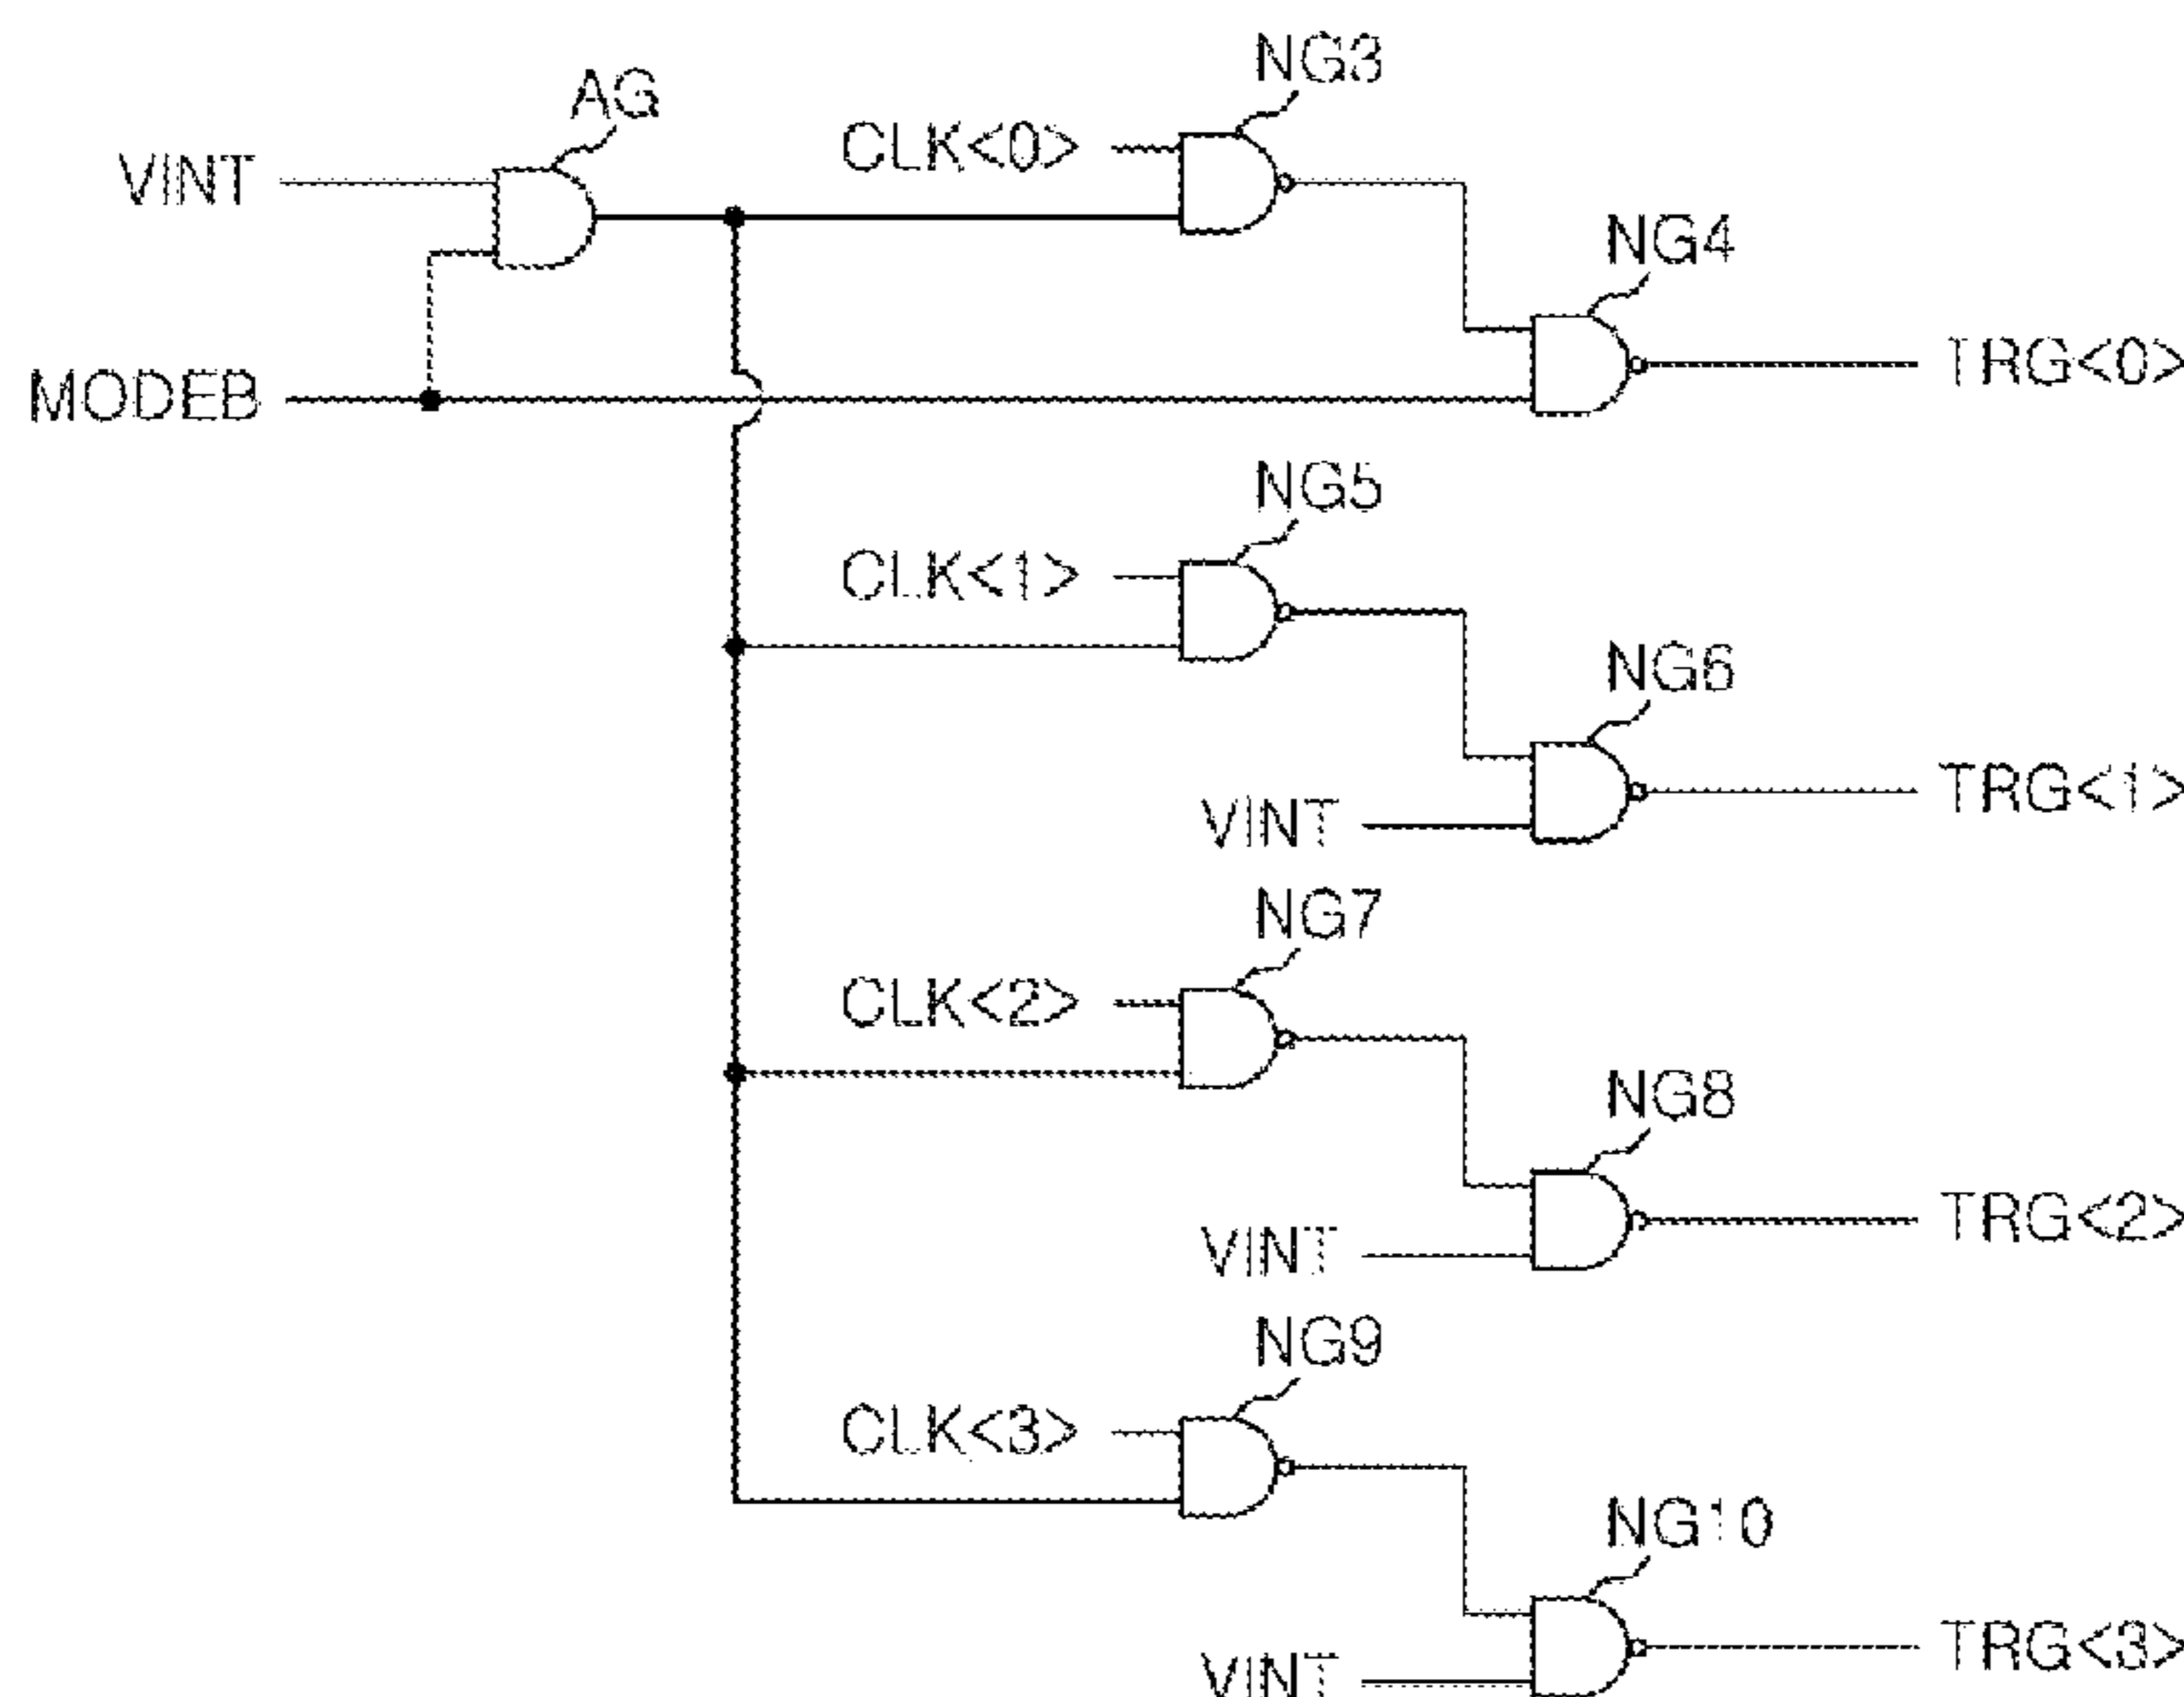 NG3
AG
CLK<0>
VINT
NG4
TRG<0>
MODEB
NG5
CLK<1>
NG6
TRG<1>
VINT
NG7
CLK<2>
NG8
TRG<2>
VINT
NG9
CLK<3>
NG10
TRG<3>
VINT